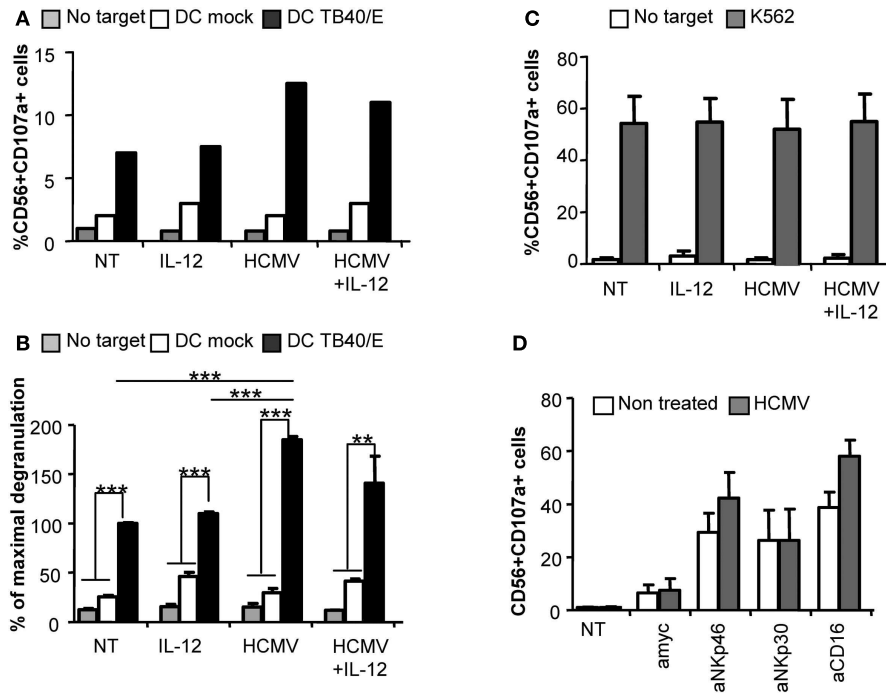 A
No target DC mock DC TB40/E
%CD56+CD107a+ cells
15
10
5
0
NT IL-12 HCMV HCMV
+IL-12
B
No target DC mock DC TB40/E
% of maximal degranulation
200
150
100
50
0
***
***
***
***
***
**
NT IL-12 HCMV HCMV
+IL-12
C
No target K562
%CD56+CD107a+ cells
80
60
40
20
0
NT IL-12 HCMV HCMV
+IL-12
D
Non treated HCMV
CD56+CD107a+ cells
80
60
40
20
0
NT amyc aNKp46 aNKp30 aCD16